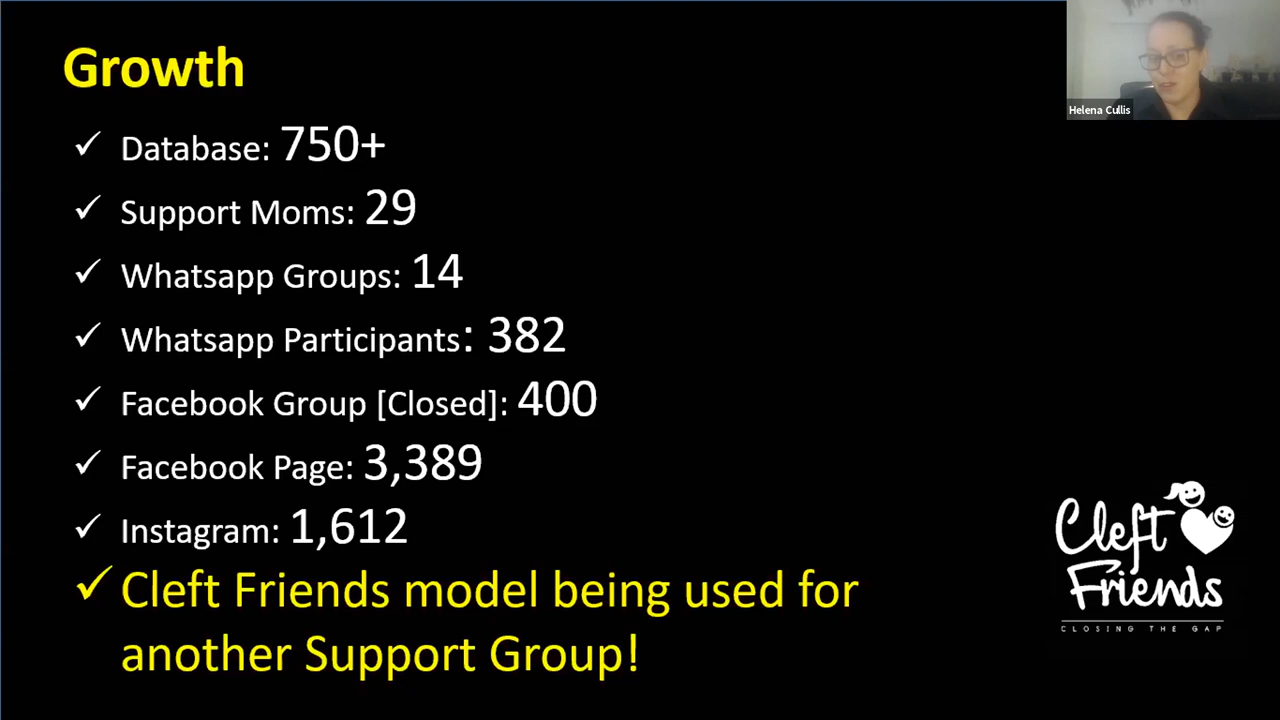 Growth
✓ Database: 750+
✓ Support Moms: 29
✓ Whatsapp Groups: 14
✓ Whatsapp Participants: 382
✓ Facebook Group [Closed]: 400
✓ Facebook Page: 3,389
✓ Instagram: 1,612
✓ Cleft Friends model being used for
another Support Group!
Helena Cullis
Cleft
Friends
CLOSING THE GAP